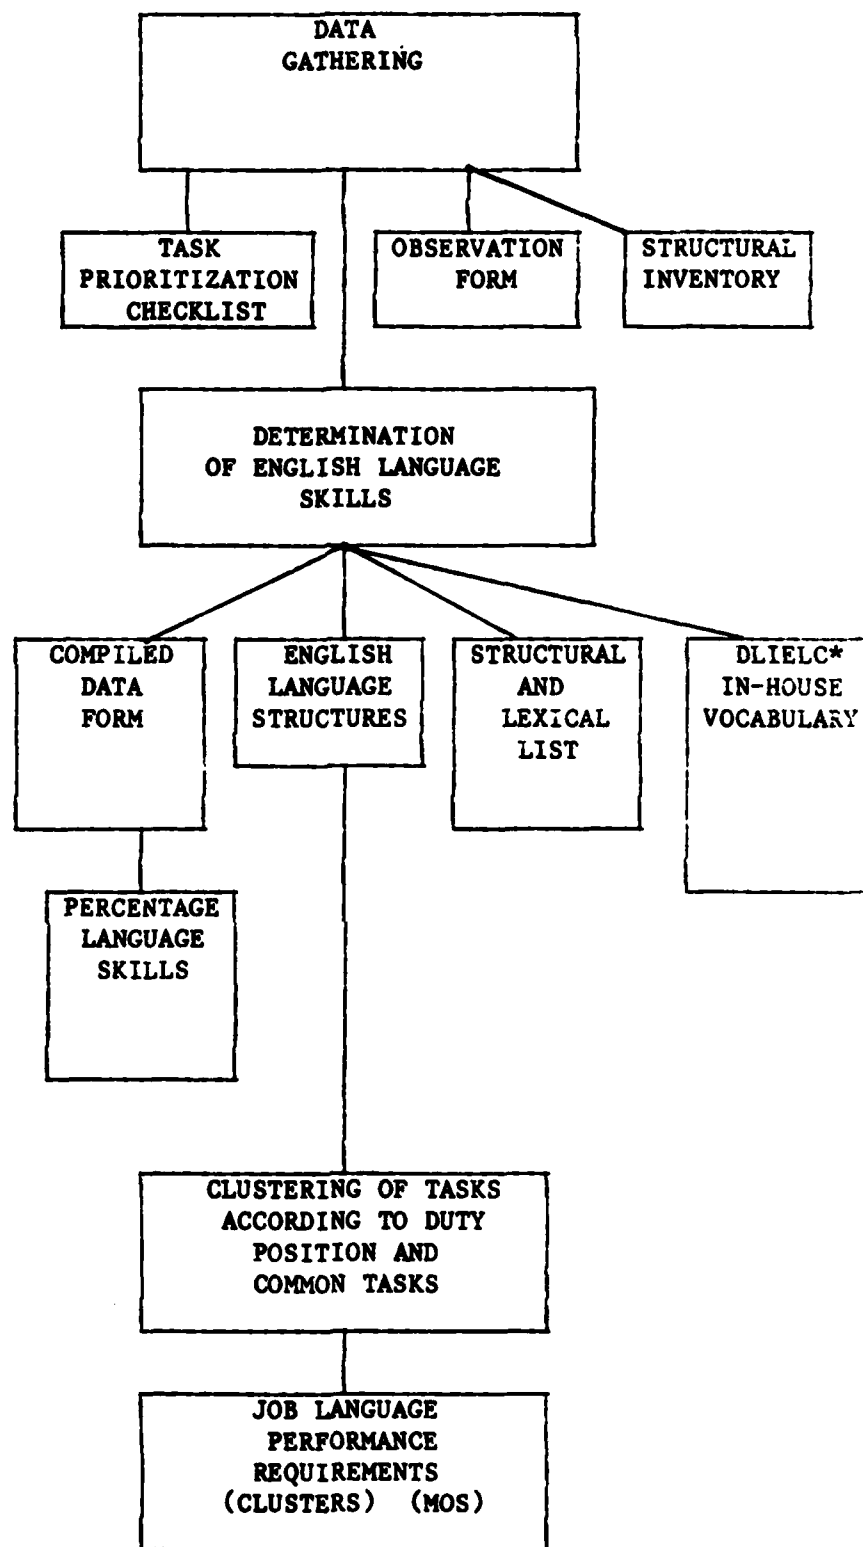 DATA
GATHERING
TASK
PRIORITIZATION
CHECKLIST
OBSERVATION
FORM
STRUCTURAL
INVENTORY
DETERMINATION
OF ENGLISH LANGUAGE
SKILLS
COMPILED
DATA
FORM
ENGLISH
LANGUAGE
STRUCTURES
STRUCTURAL
AND
LEXICAL
LIST
DLIELC*
IN-HOUSE
VOCABULARY
PERCENTAGE
LANGUAGE
SKILLS
CLUSTERING OF TASKS
ACCORDING TO DUTY
POSITION AND
COMMON TASKS
JOB LANGUAGE
PERFORMANCE
REQUIREMENTS
(CLUSTERS) (MOS)